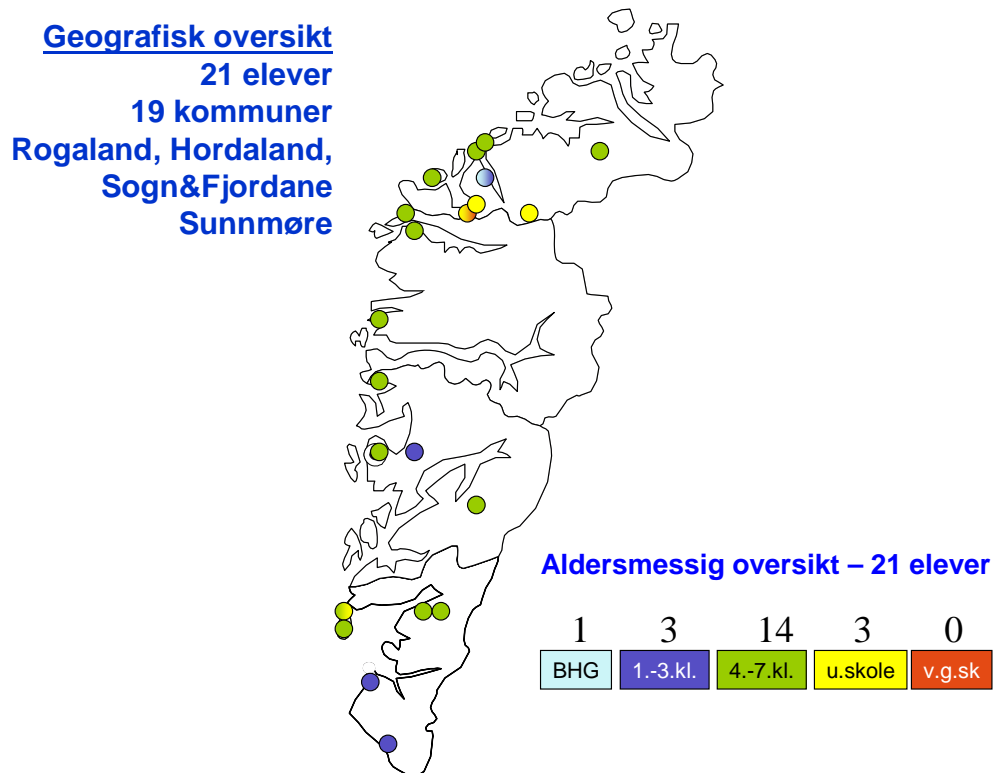 Geografisk oversikt
21 elever
19 kommuner
Rogaland, Hordaland,
Sogn&Fjordane
Sunnmøre
Aldersmessig oversikt – 21 elever
1 3 14 3 0
BHG 1.-3.kl. 4.-7.kl. u.skole v.g.sk